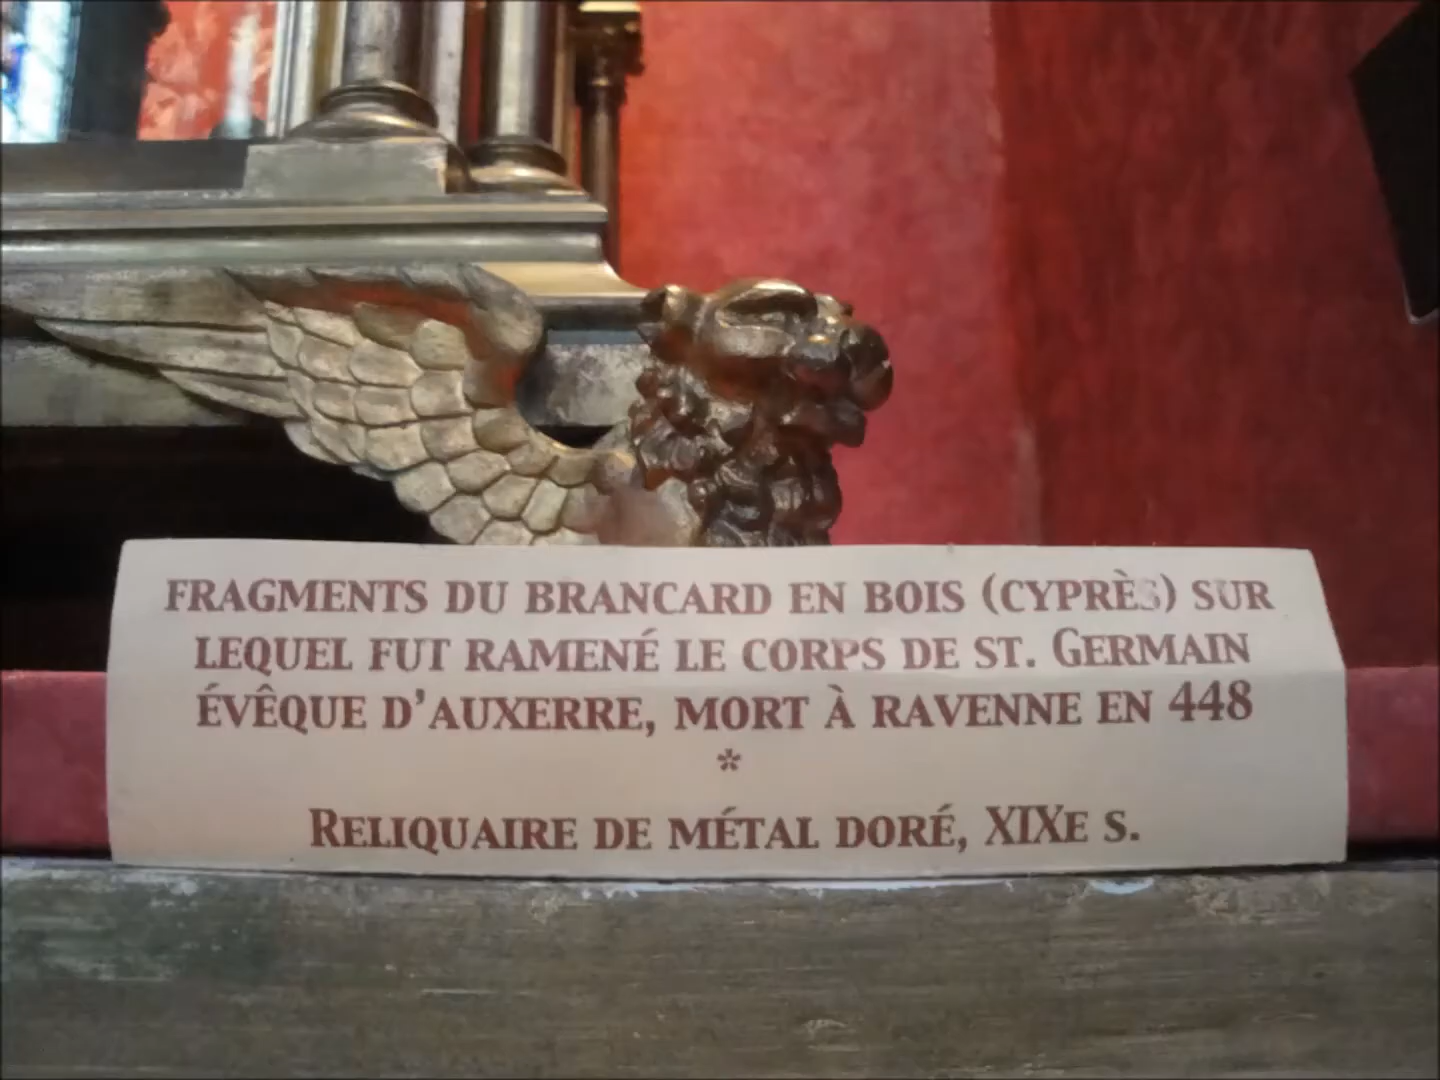 FRAGMENTS DU BRANCARD EN BOIS (CYPRÈS) SUR
LEQUEL FUT RAMENÉ LE CORPS DE ST. GERMAIN
ÉVÊQUE D'AUXERRE, MORT À RAVENNE EN 448
*
RELIQUAIRE DE MÉTAL DORÉ, XIXE S.